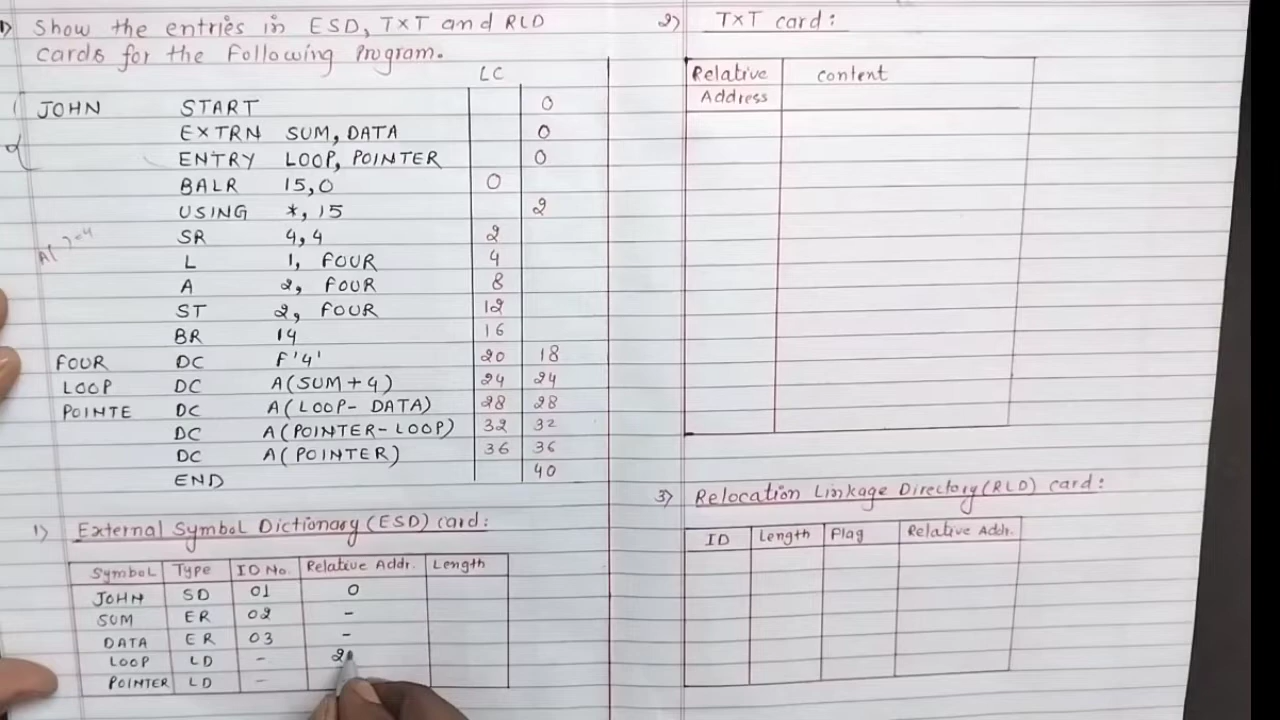 1) Show the entries in ESD, TXT and RLD
cards for the Following Program.
LC
JOHN START 0
EXTRN SUM, DATA 0
ENTRY LOOP, POINTER 0
BALR 15,0 0
USING *,15 2
SR 4,4 2
L 1, FOUR 4
A 2, FOUR 8
ST 2, FOUR 12
BR 14 16
FOUR DC F'4' 20 18
LOOP DC A(SUM+4) 24 24
POINTE DC A(LOOP-DATA) 28 28
DC A(POINTER-LOOP) 32 32
DC A(POINTER) 36 36
END 40
1) External Symbol Dictionary (ESD) card:
Symbol Type ID No. Relative Addr. Length
JOHN SD 01 0
SUM ER 02 -
DATA ER 03 -
LOOP LD - 2
POINTER LD -
2) TXT card:
Relative Address content
3) Relocation Linkage Directory (RLD) card:
ID Length Flag Relative Addr.